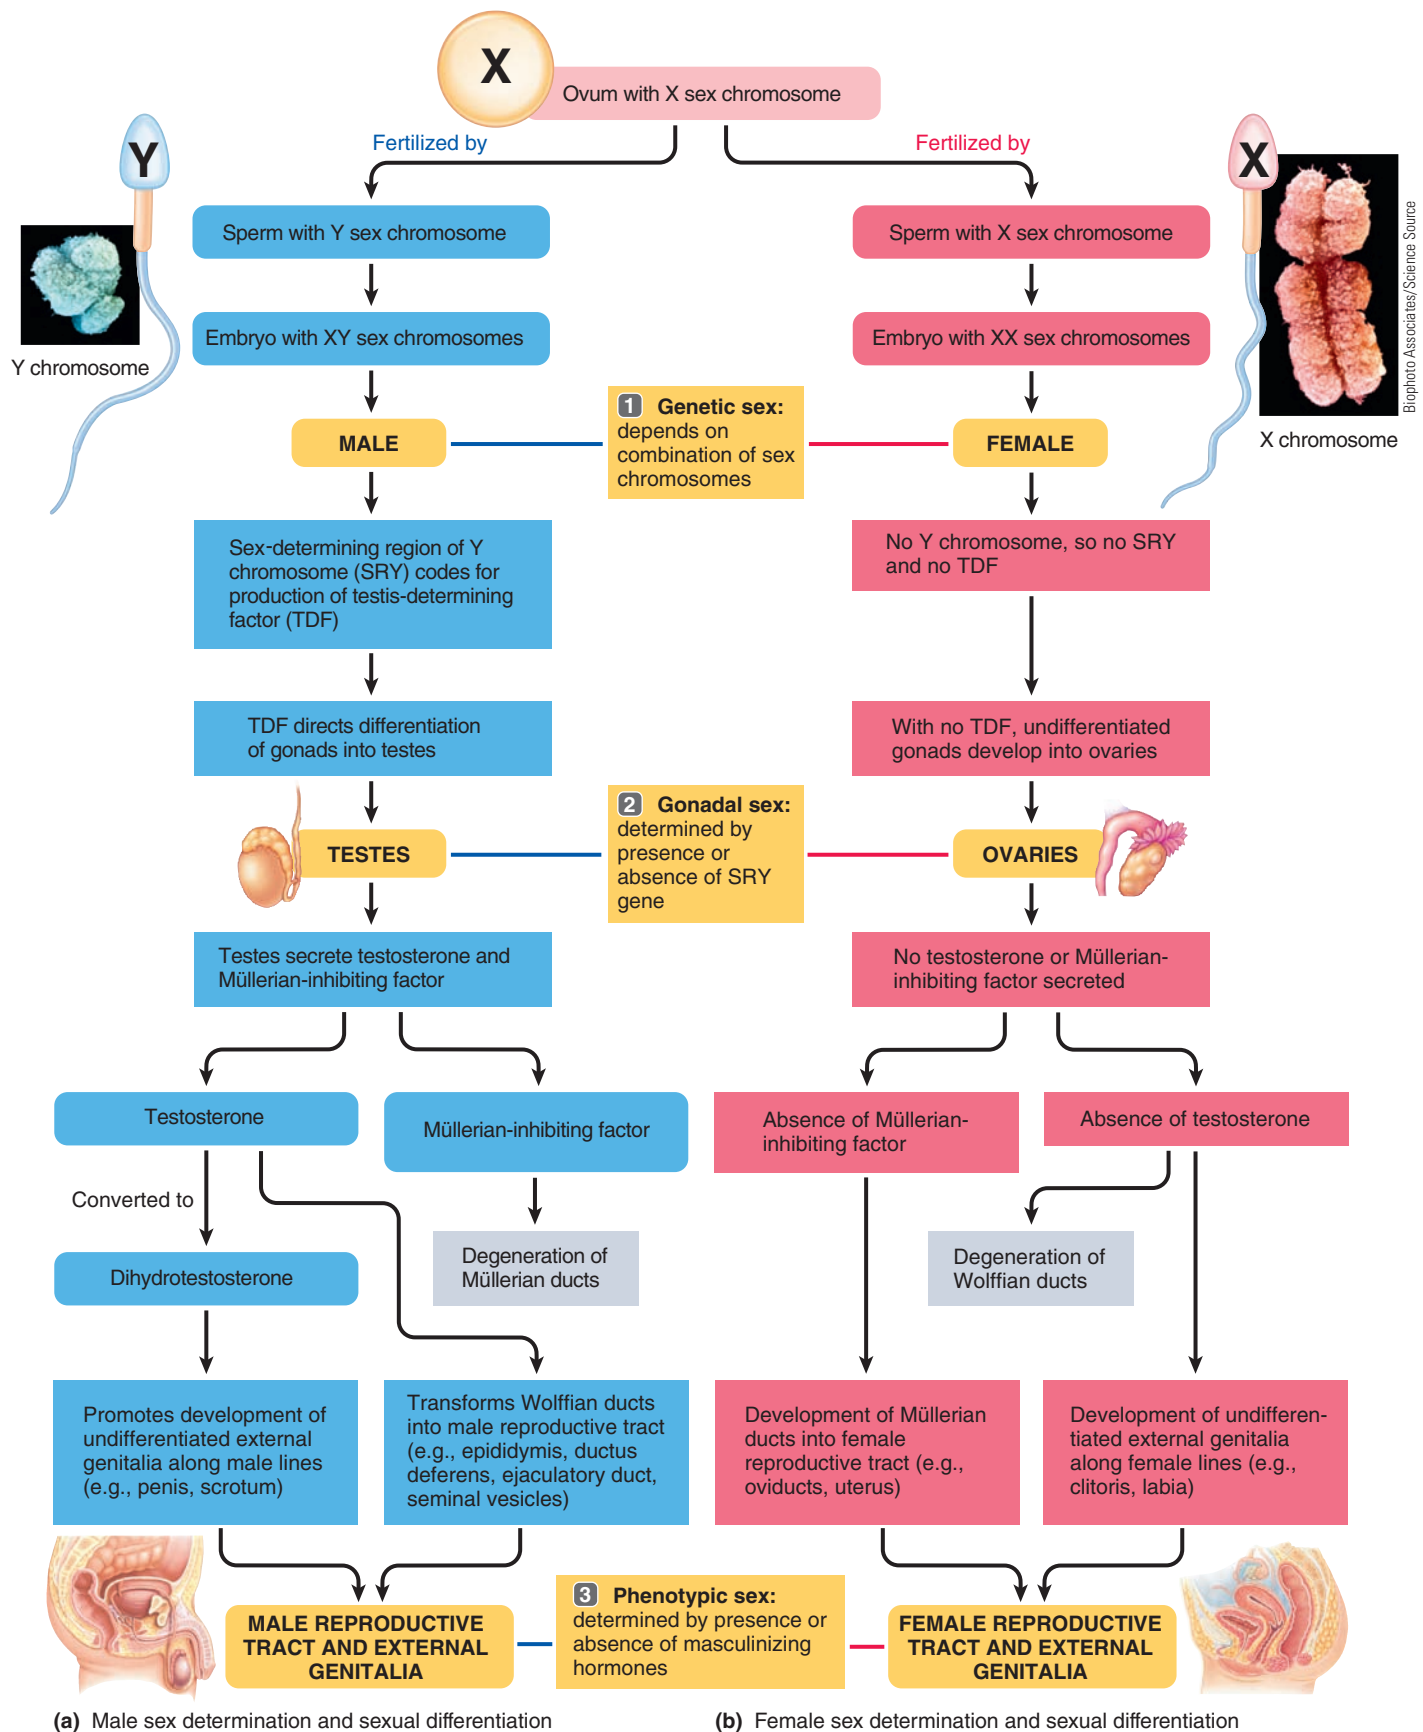 X
Ovum with X sex chromosome
Fertilized by
Fertilized by
Y
X
Sperm with Y sex chromosome
Sperm with X sex chromosome
Biophoto Associates/Science Source
Embryo with XY sex chromosomes
Embryo with XX sex chromosomes
Y chromosome
X chromosome
MALE
1 Genetic sex:
depends on
combination of sex
chromosomes
FEMALE
Sex-determining region of Y
chromosome (SRY) codes for
production of testis-determining
factor (TDF)
No Y chromosome, so no SRY
and no TDF
TDF directs differentiation
of gonads into testes
With no TDF, undifferentiated
gonads develop into ovaries
TESTES
2 Gonadal sex:
determined by
presence or
absence of SRY
gene
OVARIES
Testes secrete testosterone and
Müllerian-inhibiting factor
No testosterone or Müllerian-
inhibiting factor secreted
Testosterone
Müllerian-inhibiting factor
Absence of Müllerian-
inhibiting factor
Absence of testosterone
Converted to
Dihydrotestosterone
Degeneration of
Müllerian ducts
Degeneration of
Wolffian ducts
Promotes development of
undifferentiated external
genitalia along male lines
(e.g., penis, scrotum)
Transforms Wolffian ducts
into male reproductive tract
(e.g., epididymis, ductus
deferens, ejaculatory duct,
seminal vesicles)
Development of Müllerian
ducts into female
reproductive tract (e.g.,
oviducts, uterus)
Development of undifferen-
tiated external genitalia
along female lines (e.g.,
clitoris, labia)
MALE REPRODUCTIVE
TRACT AND EXTERNAL
GENITALIA
3 Phenotypic sex:
determined by presence or
absence of masculinizing
hormones
FEMALE REPRODUCTIVE
TRACT AND EXTERNAL
GENITALIA
(a) Male sex determination and sexual differentiation
(b) Female sex determination and sexual differentiation